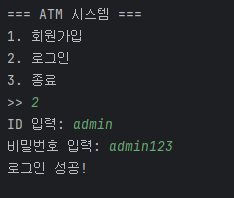 === ATM 시스템 ===
1. 회원가입
2. 로그인
3. 종료
>> 2
ID 입력: admin
비밀번호 입력: admin123
로그인 성공!